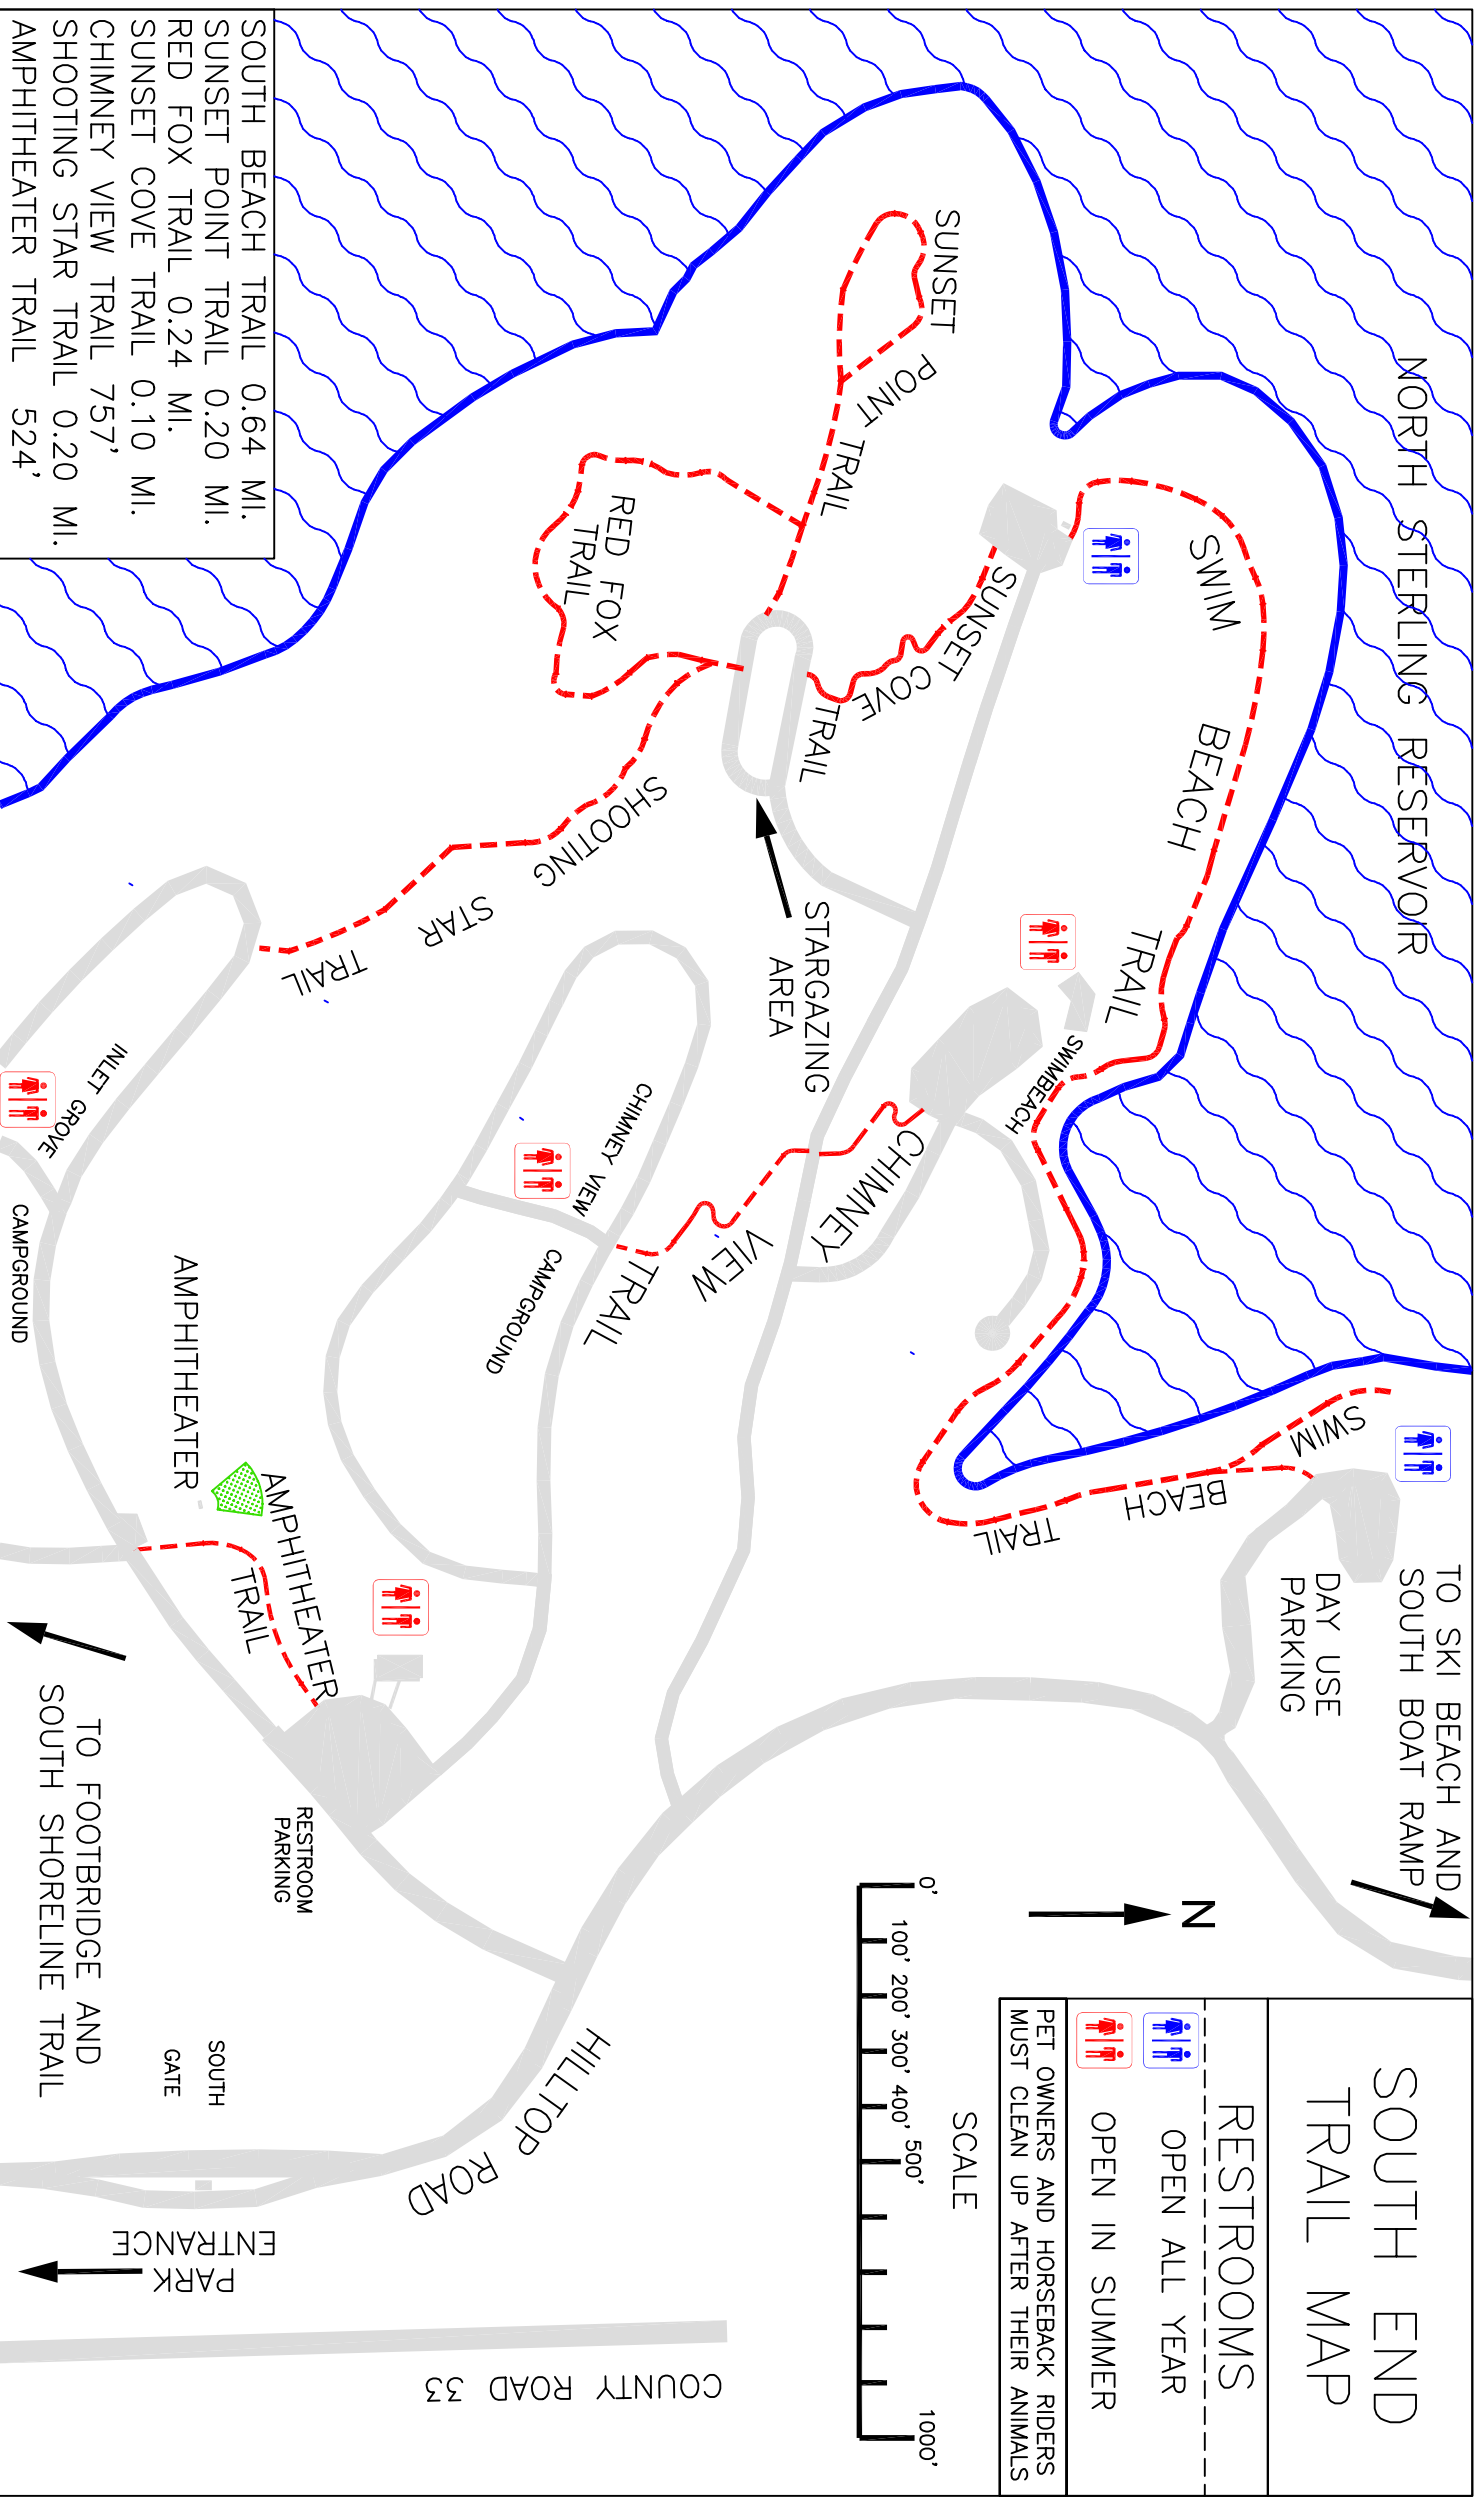 SOUTH END
TRAIL MAP
RESTROOMS
OPEN ALL YEAR
OPEN IN SUMMER
PET OWNERS AND HORSEBACK RIDERS
MUST CLEAN UP AFTER THEIR ANIMALS
NORTH STERLING RESERVOIR
TO SKI BEACH AND
SOUTH BOAT RAMP
DAY USE
PARKING
SWIM
BEACH
TRAIL
SWIM
BEACH
TRAIL
N
SCALE
0'
100'
200'
300'
400'
500'
1000'
SUNSET
POINT
TRAIL
SUNSET
COVE
TRAIL
RED FOX
TRAIL
SWIMBEACH
STARGAZING
AREA
CHIMNEY
VIEW
TRAIL
SHOOTING
STAR
TRAIL
CHIMNEY VIEW
CAMPGROUND
INLET GROVE
CAMPGROUND
AMPHITHEATER
AMPHITHEATER
TRAIL
RESTROOM
PARKING
HILLTOP ROAD
TO FOOTBRIDGE AND
SOUTH SHORELINE TRAIL
SOUTH
GATE
PARK
ENTRANCE
COUNTY ROAD 33
SOUTH BEACH TRAIL 0.64 MI.
SUNSET POINT TRAIL 0.20 MI.
RED FOX TRAIL 0.24 MI.
SUNSET COVE TRAIL 0.10 MI.
CHIMNEY VIEW TRAIL 757'
SHOOTING STAR TRAIL 0.20 MI.
AMPHITHEATER TRAIL 524'